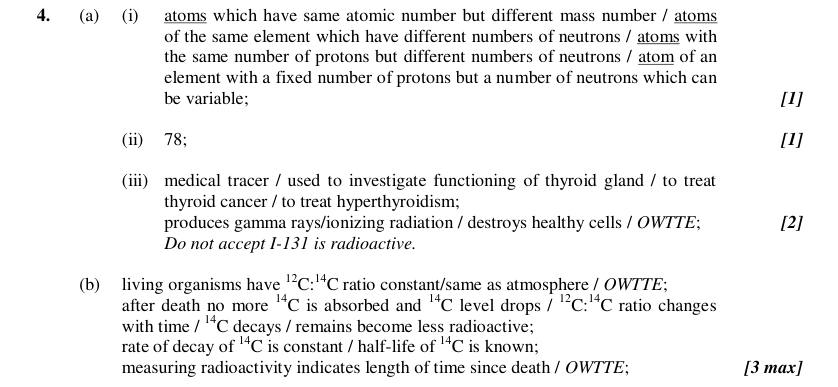 4. (a) (i) atoms which have same atomic number but different mass number / atoms
of the same element which have different numbers of neutrons / atoms with
the same number of protons but different numbers of neutrons / atom of an
element with a fixed number of protons but a number of neutrons which can
be variable; [1]
(ii) 78; [1]
(iii) medical tracer / used to investigate functioning of thyroid gland / to treat
thyroid cancer / to treat hyperthyroidism;
produces gamma rays/ionizing radiation / destroys healthy cells / OWTTE; [2]
Do not accept I-131 is radioactive.
(b) living organisms have ¹²C:¹⁴C ratio constant/same as atmosphere / OWTTE;
after death no more ¹⁴C is absorbed and ¹⁴C level drops / ¹²C:¹⁴C ratio changes
with time / ¹⁴C decays / remains become less radioactive;
rate of decay of ¹⁴C is constant / half-life of ¹⁴C is known;
measuring radioactivity indicates length of time since death / OWTTE; [3 max]